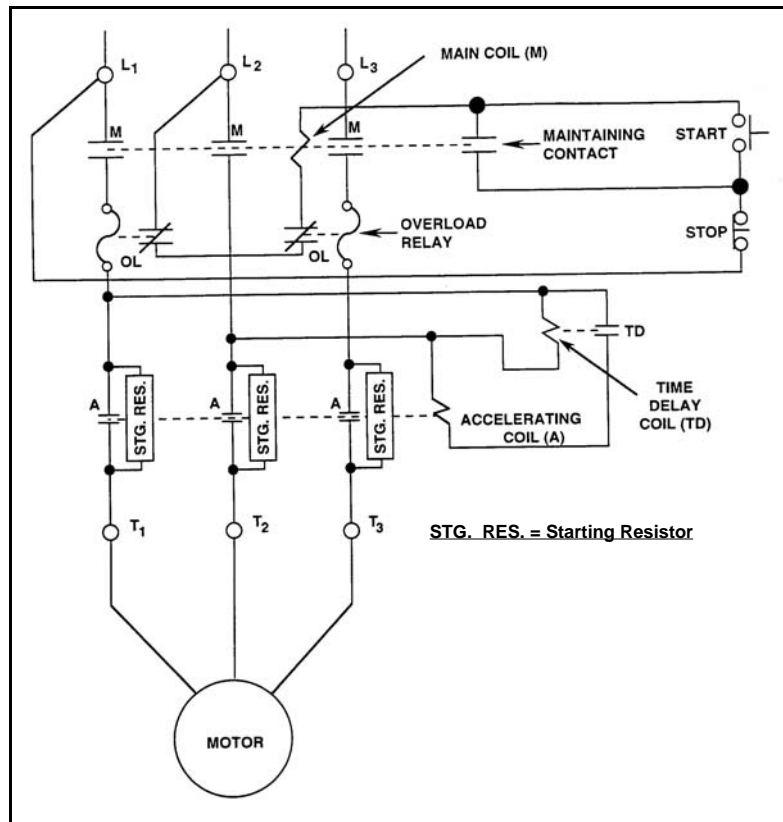 L1
L2
L3
MAIN COIL (M)
M
M
M
MAINTAINING
CONTACT
START
OVERLOAD
RELAY
STOP
OL
OL
TD
A
STG. RES.
A
STG. RES.
A
STG. RES.
ACCELERATING
COIL (A)
TIME
DELAY
COIL (TD)
T1
T2
T3
STG. RES. = Starting Resistor
MOTOR